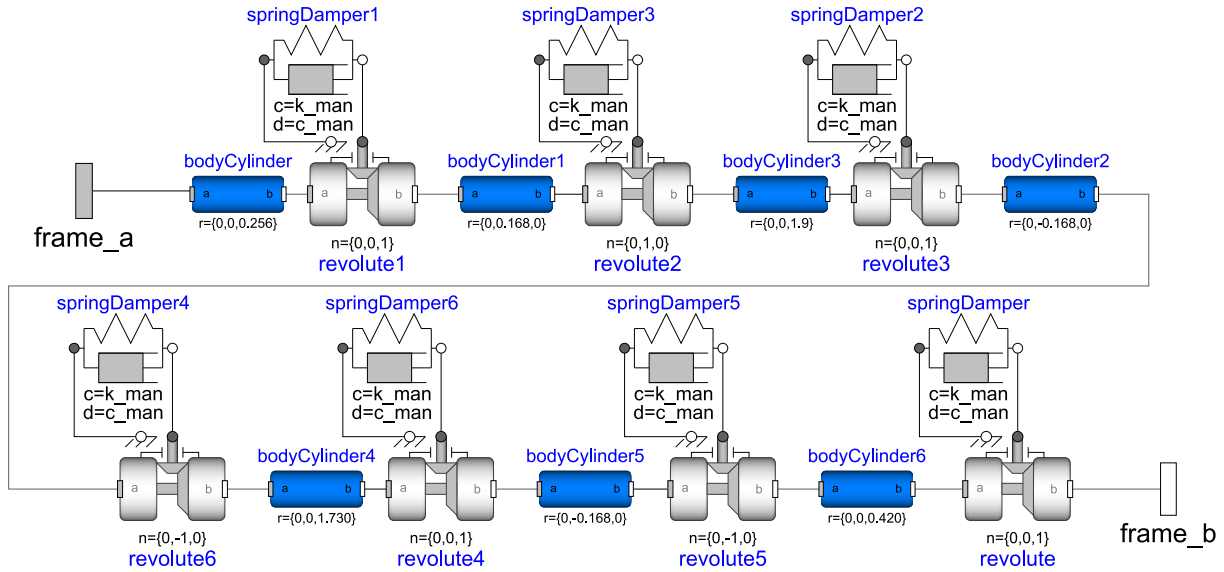 springDamper1
springDamper3
springDamper2
c=k_man
d=c_man
c=k_man
d=c_man
c=k_man
d=c_man
bodyCylinder
bodyCylinder1
bodyCylinder3
bodyCylinder2
a b
a b
a b
a b
a b
a b
a b
r={0,0,0.256}
r={0,0.168,0}
r={0,0,1.9}
r={0,-0.168,0}
frame_a
n={0,0,1}
revolute1
n={0,1,0}
revolute2
n={0,0,1}
revolute3
springDamper4
springDamper6
springDamper5
springDamper
c=k_man
d=c_man
c=k_man
d=c_man
c=k_man
d=c_man
c=k_man
d=c_man
bodyCylinder4
bodyCylinder5
bodyCylinder6
a b
a b
a b
a b
a b
a b
a b
r={0,0,1.730}
r={0,-0.168,0}
r={0,0,0.420}
frame_b
n={0,-1,0}
revolute6
n={0,0,1}
revolute4
n={0,-1,0}
revolute5
n={0,0,1}
revolute